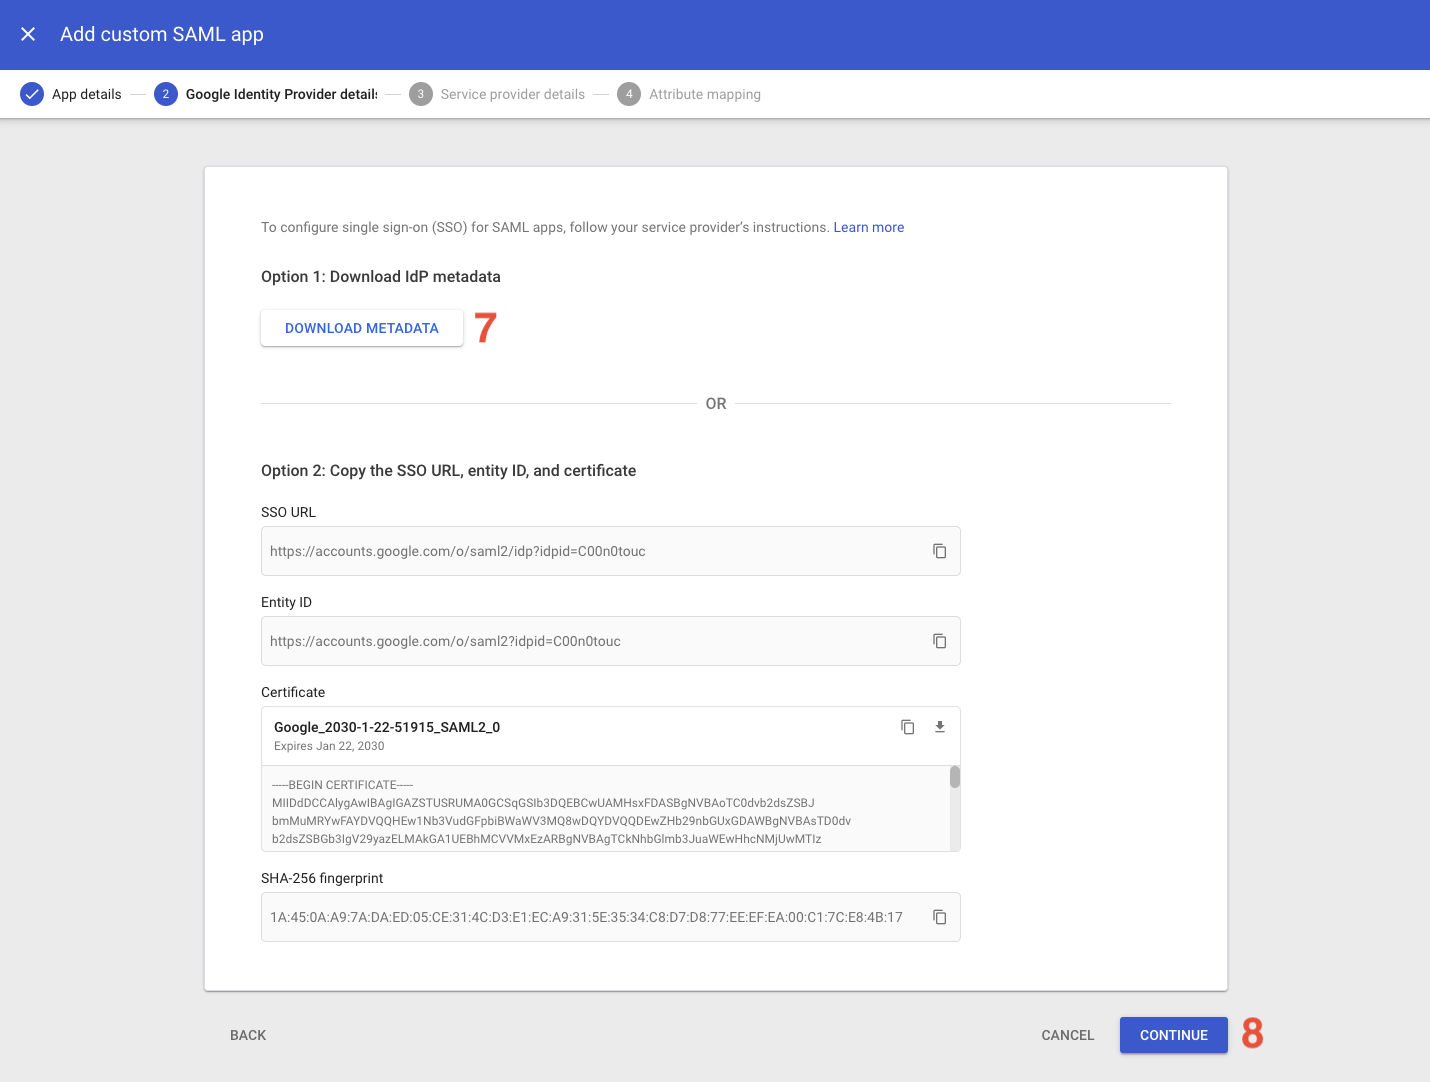 Add custom SAML app
App details
2 Google Identity Provider details
3 Service provider details
4 Attribute mapping
To configure single sign-on (SSO) for SAML apps, follow your service provider’s instructions. Learn more
Option 1: Download IdP metadata
DOWNLOAD METADATA
7
OR
Option 2: Copy the SSO URL, entity ID, and certificate
SSO URL
https://accounts.google.com/o/saml2/idp?idpid=C00n0touc
Entity ID
https://accounts.google.com/o/saml2?idpid=C00n0touc
Certificate
Google_2030-1-22-51915_SAML2_0
Expires Jan 22, 2030
-----BEGIN CERTIFICATE-----
MIIDdDCCAlygAwIBAgIGAZSTUSRUMA0GCSqGSIb3DQEBCwUAMHsxFDASBgNVBAoTC0dvb2dsZSBJ
bmMuMRYwFAYDVQQHEw1Nb3VudGFpbiBWaWV3MQ8wDQYDVQQDEwZHb29nbGUxGDAWBgNVBAsTD0dv
b2dsZSBGb3IgV29yazELMAkGA1UEBhMCVVMxEzARBgNVBAgTCkNhbGlmb3JuaWEwHhcNMjUwMTIz
SHA-256 fingerprint
1A:45:0A:A9:7A:DA:ED:05:CE:31:4C:D3:E1:EC:A9:31:5E:35:34:C8:D7:D8:77:EE:EF:EA:00:C1:7C:E8:4B:17
BACK
CANCEL
CONTINUE
8